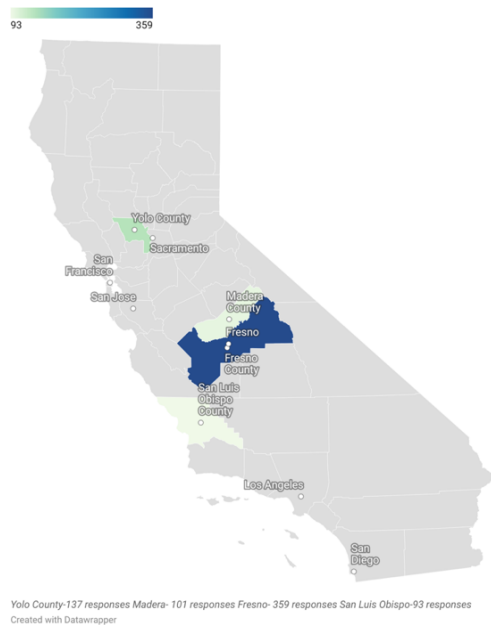 93 359
Yolo County
Sacramento
San
Francisco
San Jose
Madera
County
Fresno
Fresno
County
San Luis
Obispo
County
Los Angeles
San
Diego
Yolo County-137 responses Madera- 101 responses Fresno- 359 responses San Luis Obispo-93 responses
Created with Datawrapper